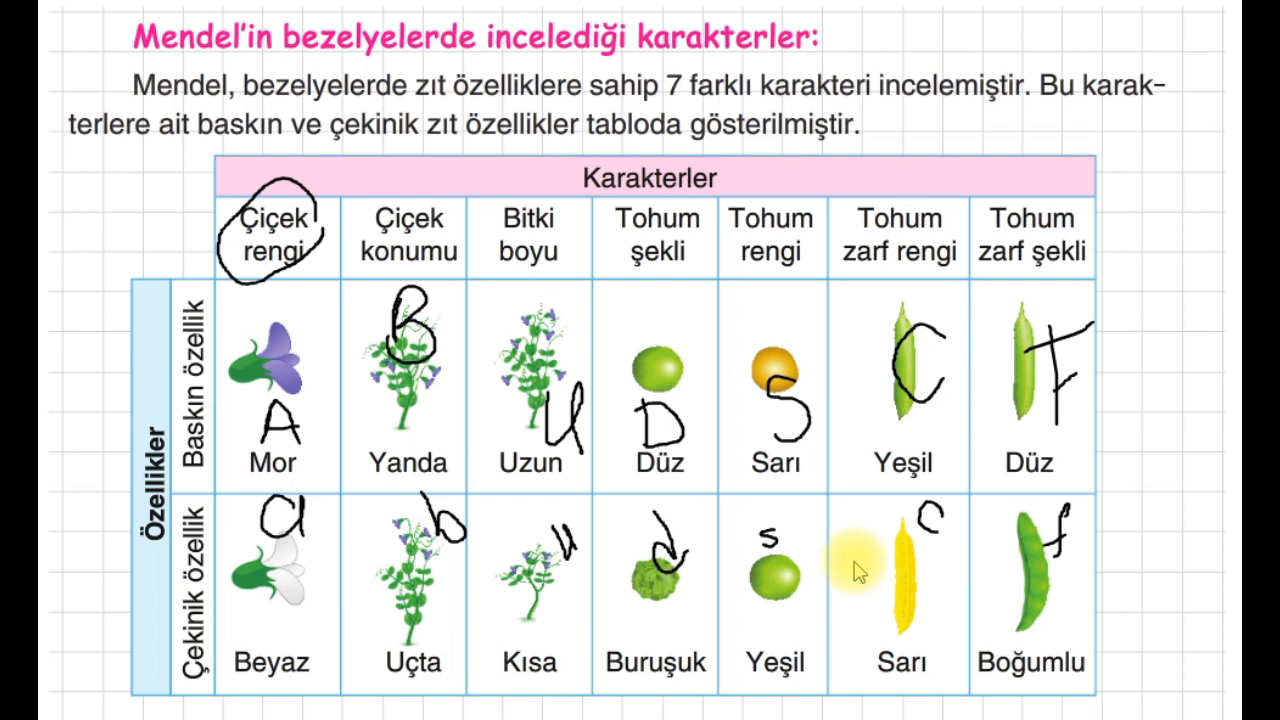 Mendel'in bezelyelerde incelediği karakterler:
Mendel, bezelyelerde zıt özelliklere sahip 7 farklı karakteri incelemiştir. Bu karak-
terlere ait baskın ve çekinik zıt özellikler tabloda gösterilmiştir.
Karakterler
Çiçek rengi
Çiçek konumu
Bitki boyu
Tohum şekli
Tohum rengi
Tohum zarf rengi
Tohum zarf şekli
Özellikler
Baskın özellik
A B U D S C F
Mor Yanda Uzun Düz Sarı Yeşil Düz
Çekinik özellik
a b u d s c f
Beyaz Uçta Kısa Buruşuk Yeşil Sarı Boğumlu